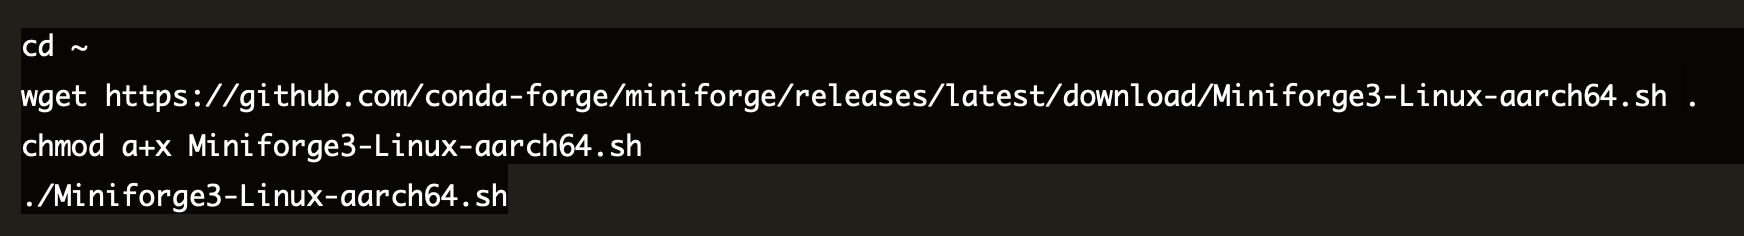 cd ~
wget https://github.com/conda-forge/miniforge/releases/latest/download/Miniforge3-Linux-aarch64.sh .
chmod a+x Miniforge3-Linux-aarch64.sh
./Miniforge3-Linux-aarch64.sh